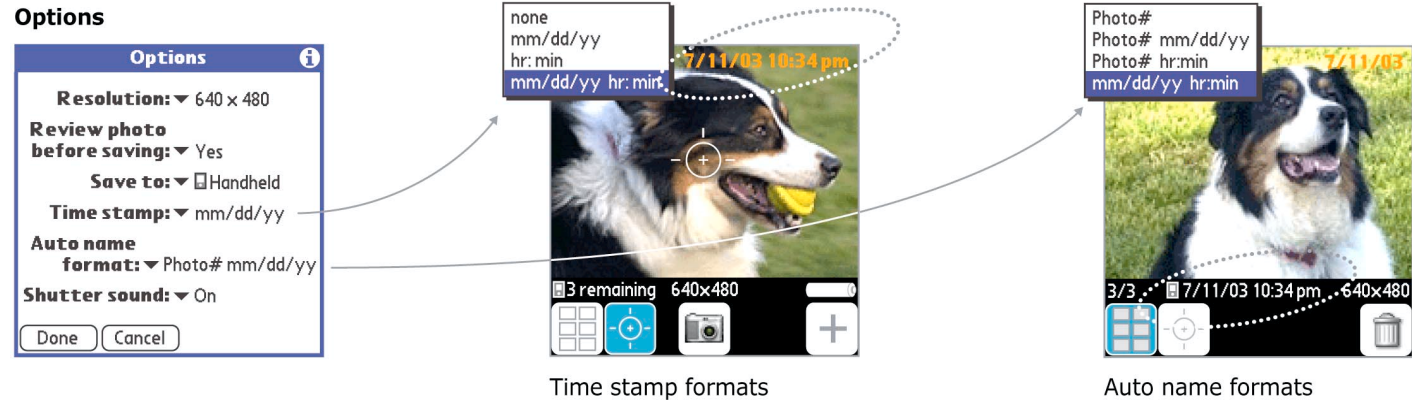 Options
Options
Resolution: 640 x 480
Review photo
before saving: Yes
Save to: Handheld
Time stamp: mm/dd/yy
Auto name
format: Photo# mm/dd/yy
Shutter sound: On
Done Cancel
none
mm/dd/yy
hr: min
mm/dd/yy hr: min
7/11/03 10:34 pm
3 remaining 640x480
Time stamp formats
Photo#
Photo# mm/dd/yy
Photo# hr:min
mm/dd/yy hr:min
7/11/03
3/3 7/11/03 10:34 pm 640x480
Auto name formats